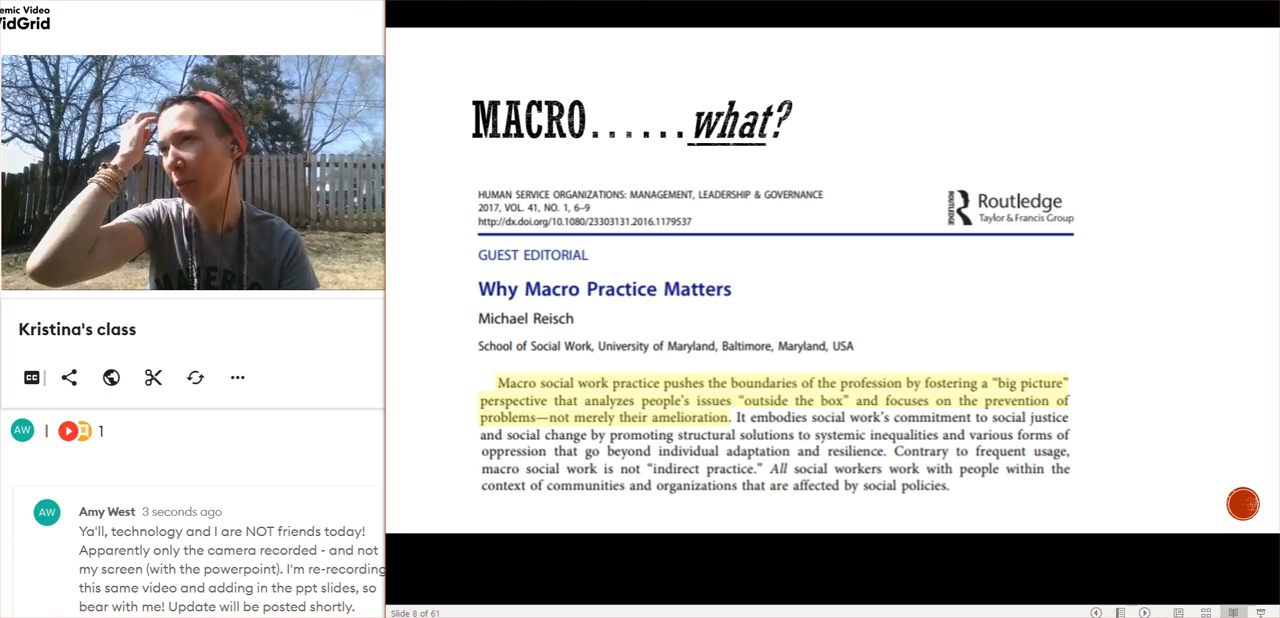 emic Video
VidGrid
Kristina's class
CC
AW
1
AW
Amy West 3 seconds ago
Ya'll, technology and I are NOT friends today!
Apparently only the camera recorded - and not
my screen (with the powerpoint). I'm re-recording
this same video and adding in the ppt slides, so
bear with me! Update will be posted shortly.
MACRO......what?
HUMAN SERVICE ORGANIZATIONS: MANAGEMENT, LEADERSHIP & GOVERNANCE
2017, VOL. 41, NO. 1, 6–9
http://dx.doi.org/10.1080/23303131.2016.1179537
ROUTLEDGE
Routledge
Taylor & Francis Group
GUEST EDITORIAL
Why Macro Practice Matters
Michael Reisch
School of Social Work, University of Maryland, Baltimore, Maryland, USA
Macro social work practice pushes the boundaries of the profession by fostering a “big picture”
perspective that analyzes people’s issues “outside the box” and focuses on the prevention of
problems—not merely their amelioration. It embodies social work’s commitment to social justice
and social change by promoting structural solutions to systemic inequalities and various forms of
oppression that go beyond individual adaptation and resilience. Contrary to frequent usage,
macro social work is not “indirect practice.” All social workers work with people within the
context of communities and organizations that are affected by social policies.
Slide 8 of 61